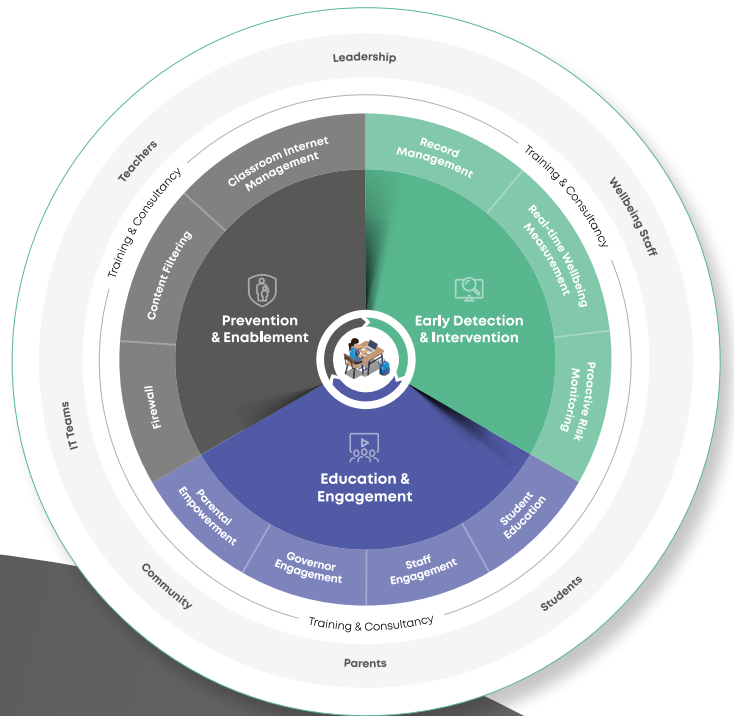 Leadership
Teachers
Wellbeing Staff
IT Teams
Community
Students
Parents
Training & Consultancy
Training & Consultancy
Training & Consultancy
Classroom Internet
Management
Content Filtering
Firewall
Record
Management
Real-time Wellbeing
Measurement
Proactive Risk
Monitoring
Prevention
& Enablement
Early Detection
& Intervention
Education &
Engagement
Parental
Empowerment
Governor
Engagement
Staff
Engagement
Student
Education